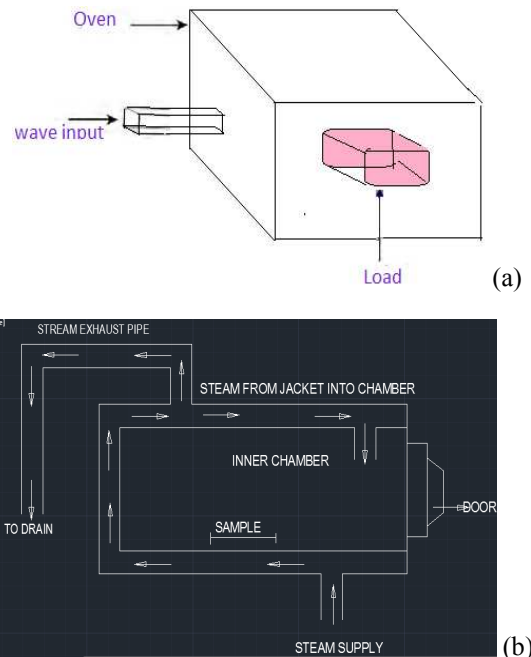 Oven
wave input
Load
(a)
STREAM EXHAUST PIPE
STEAM FROM JACKET INTO CHAMBER
INNER CHAMBER
DOOR
SAMPLE
TO DRAIN
STEAM SUPPLY
(b)